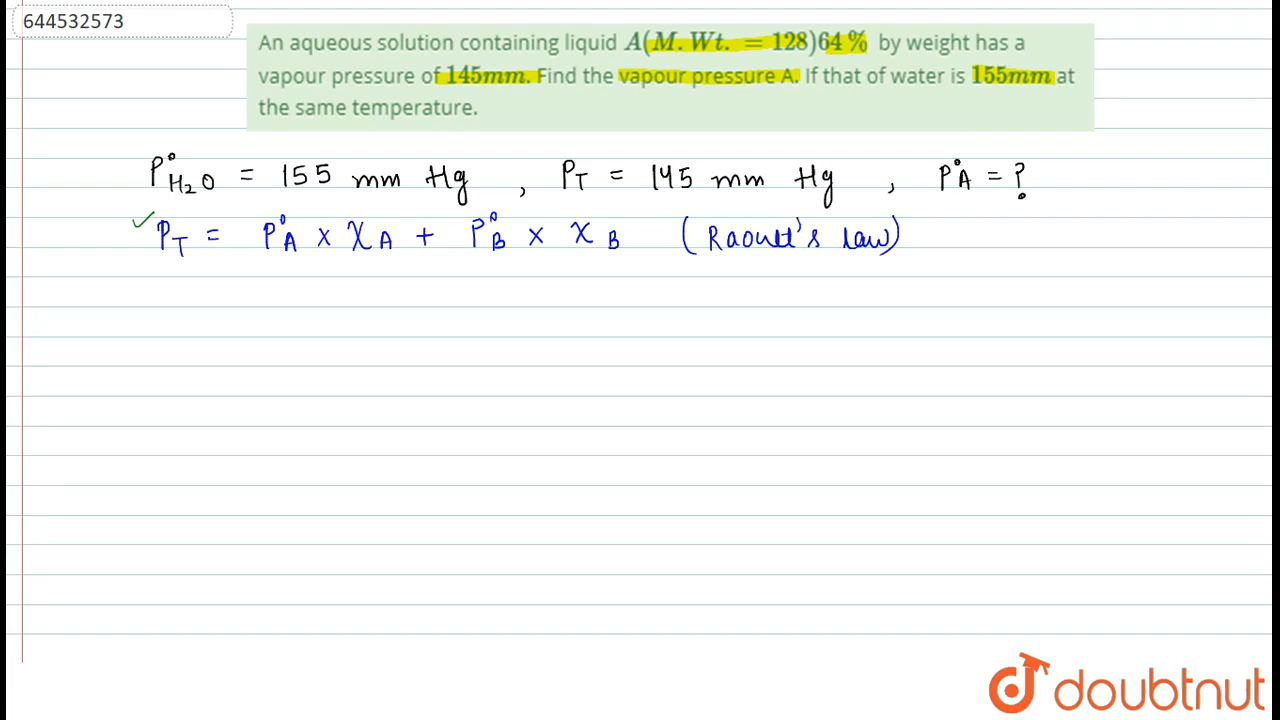 644532573
An aqueous solution containing liquid A(M.Wt. = 128)64% by weight has a
vapour pressure of 145mm. Find the vapour pressure A. If that of water is 155mm at
the same temperature.
P°H₂O = 155 mm Hg , PT = 145 mm Hg , P°A = ?
✓PT = P°A × χA + P°B × χB (Raoult's law)
doubtnut